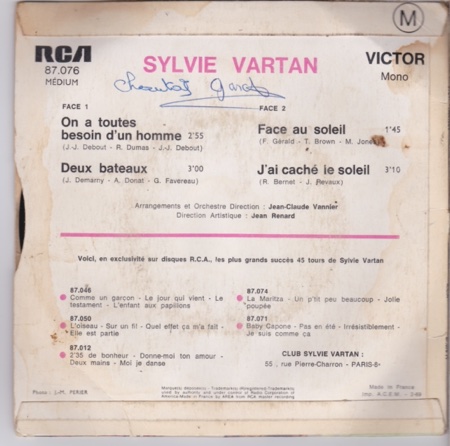 M
RCA
87.076
MÉDIUM
SYLVIE VARTAN
VICTOR
Mono
FACE 1
On a toutes
besoin d'un homme 2'55
(J.-J. Debout - R. Dumas - J.-J. Debout)
Deux bateaux 3'00
(J. Demarny - A. Donat - G. Favereau)
FACE 2
Face au soleil 1'45
(F. Gérald - T. Brown - M. Jones)
J'ai caché le soleil 3'10
(R. Bernet - J. Revaux)
Arrangements et Orchestre Direction : Jean-Claude Vannier
Direction Artistique : Jean Renard
Voici, en exclusivité sur disques R.C.A., les plus grands succès 45 tours de Sylvie Vartan
87.046
Comme un garçon - Le jour qui vient - Le
testament - L'enfant aux papillons
87.050
L'oiseau - Sur un fil - Quel effet ça m'a fait -
Elle est partie
87.012
2'35 de bonheur - Donne-moi ton amour -
Deux mains - Moi je danse
87.074
La Maritza - Un p'tit peu beaucoup - Jolie
poupée
87.071
Baby Capone - Pas en été - Irrésistiblement -
Je suis comme ça
CLUB SYLVIE VARTAN :
55, rue Pierre-Charron - PARIS-8e
Photo : J.-M. PERIER
Made in France